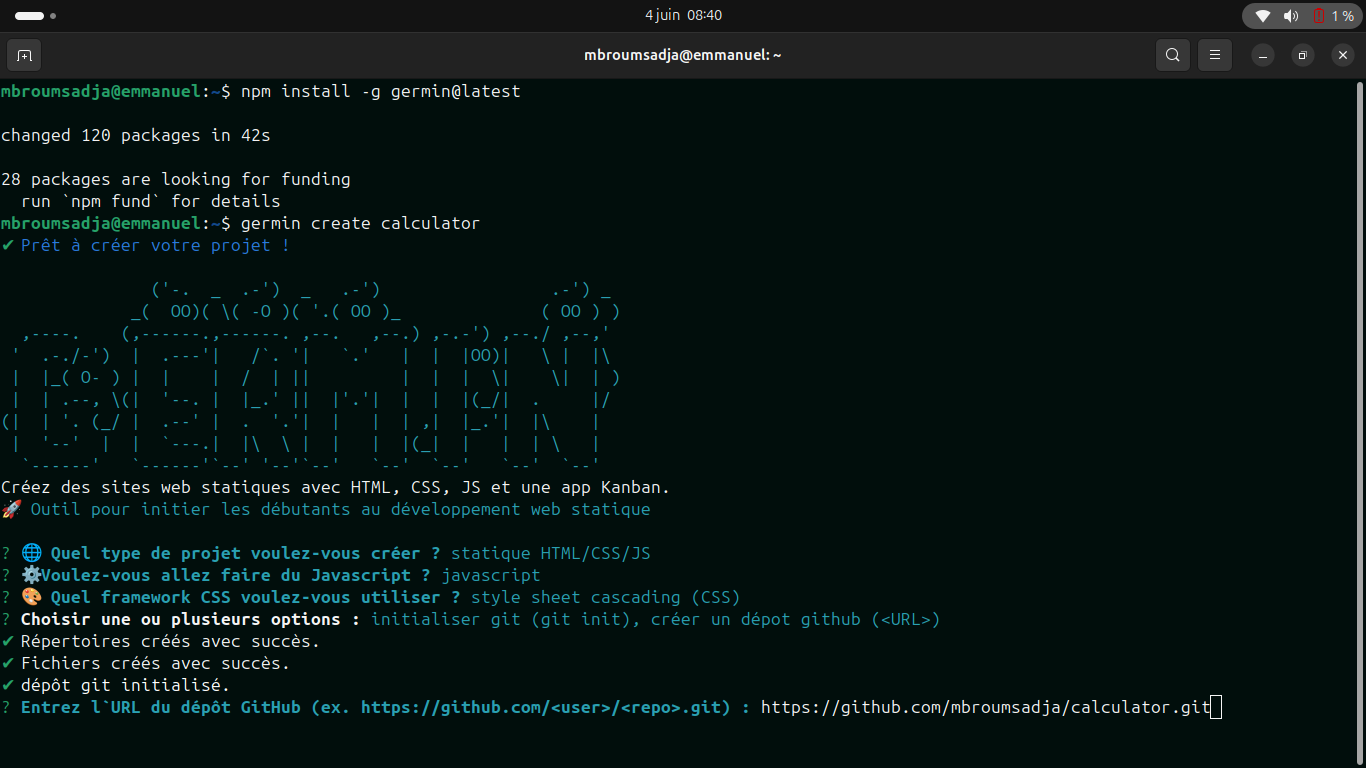 4 juin 08:40
1 %
mbroumsadja@emmanuel: ~
mbroumsadja@emmanuel:~$ npm install -g germin@latest
changed 120 packages in 42s
28 packages are looking for funding
  run `npm fund` for details
mbroumsadja@emmanuel:~$ germin create calculator
✔ Prêt à créer votre projet !
               ('-.  _  .-')  _   .-')                 .-') _
             _(  OO)( \( -O )( '.( OO )_              ( OO ) )
  ,----.    (,------.,------. ,--.   ,--.) ,-.-') ,--./ ,--,'
 '  .-./-')  |  .---'|   /`. '|   `.'   |  |  |OO)|   \ |  |\
 |  |_( O- ) |  |    |  /  | ||         |  |  |  \|    \|  | )
 |  | .--, \(|  '--. |  |_.' ||  |'.'|  |  |  |(_/|  .     |/
(|  | '. (_/ |  .--' |  .  '.'|  |   |  | ,|  |_.'|  |\    |
 |  '--'  |  |  `---.|  |\  \ |  |   |  |(_|  |   |  | \   |
  `------'   `------'`--' '--'`--'   `--'  `--'   `--'  `--'
Créez des sites web statiques avec HTML, CSS, JS et une app Kanban.
🚀 Outil pour initier les débutants au développement web statique
? 🌐 Quel type de projet voulez-vous créer ? statique HTML/CSS/JS
? ⚙️Voulez-vous allez faire du Javascript ? javascript
? 🎨 Quel framework CSS voulez-vous utiliser ? style sheet cascading (CSS)
? Choisir une ou plusieurs options : initialiser git (git init), créer un dépot github (<URL>)
✔ Répertoires créés avec succès.
✔ Fichiers créés avec succès.
✔ dépôt git initialisé.
? Entrez l`URL du dépôt GitHub (ex. https://github.com/<user>/<repo>.git) : https://github.com/mbroumsadja/calculator.git